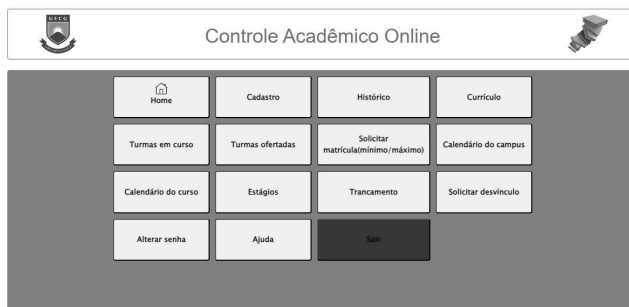 UFCG
Controle Acadêmico Online
Home
Cadastro
Histórico
Currículo
Turmas em curso
Turmas ofertadas
Solicitar
matrícula(mínimo/máximo)
Calendário do campus
Calendário do curso
Estágios
Trancamento
Solicitar desvínculo
Alterar senha
Ajuda
Sair